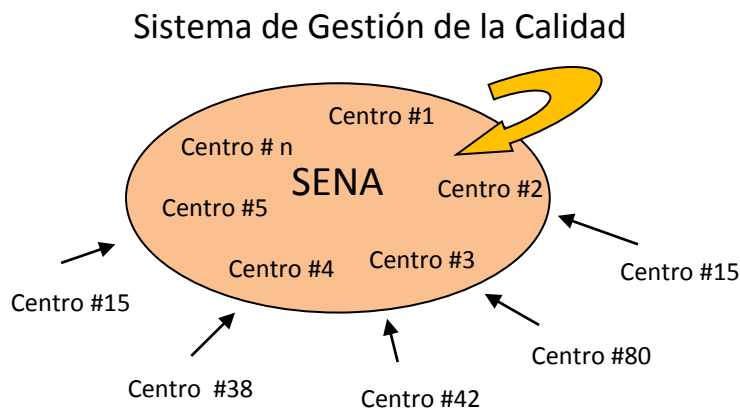 Sistema de Gestión de la Calidad
Centro #1
Centro # n
SENA
Centro #2
Centro #5
Centro #4
Centro #3
Centro #15
Centro #15
Centro #80
Centro #38
Centro #42